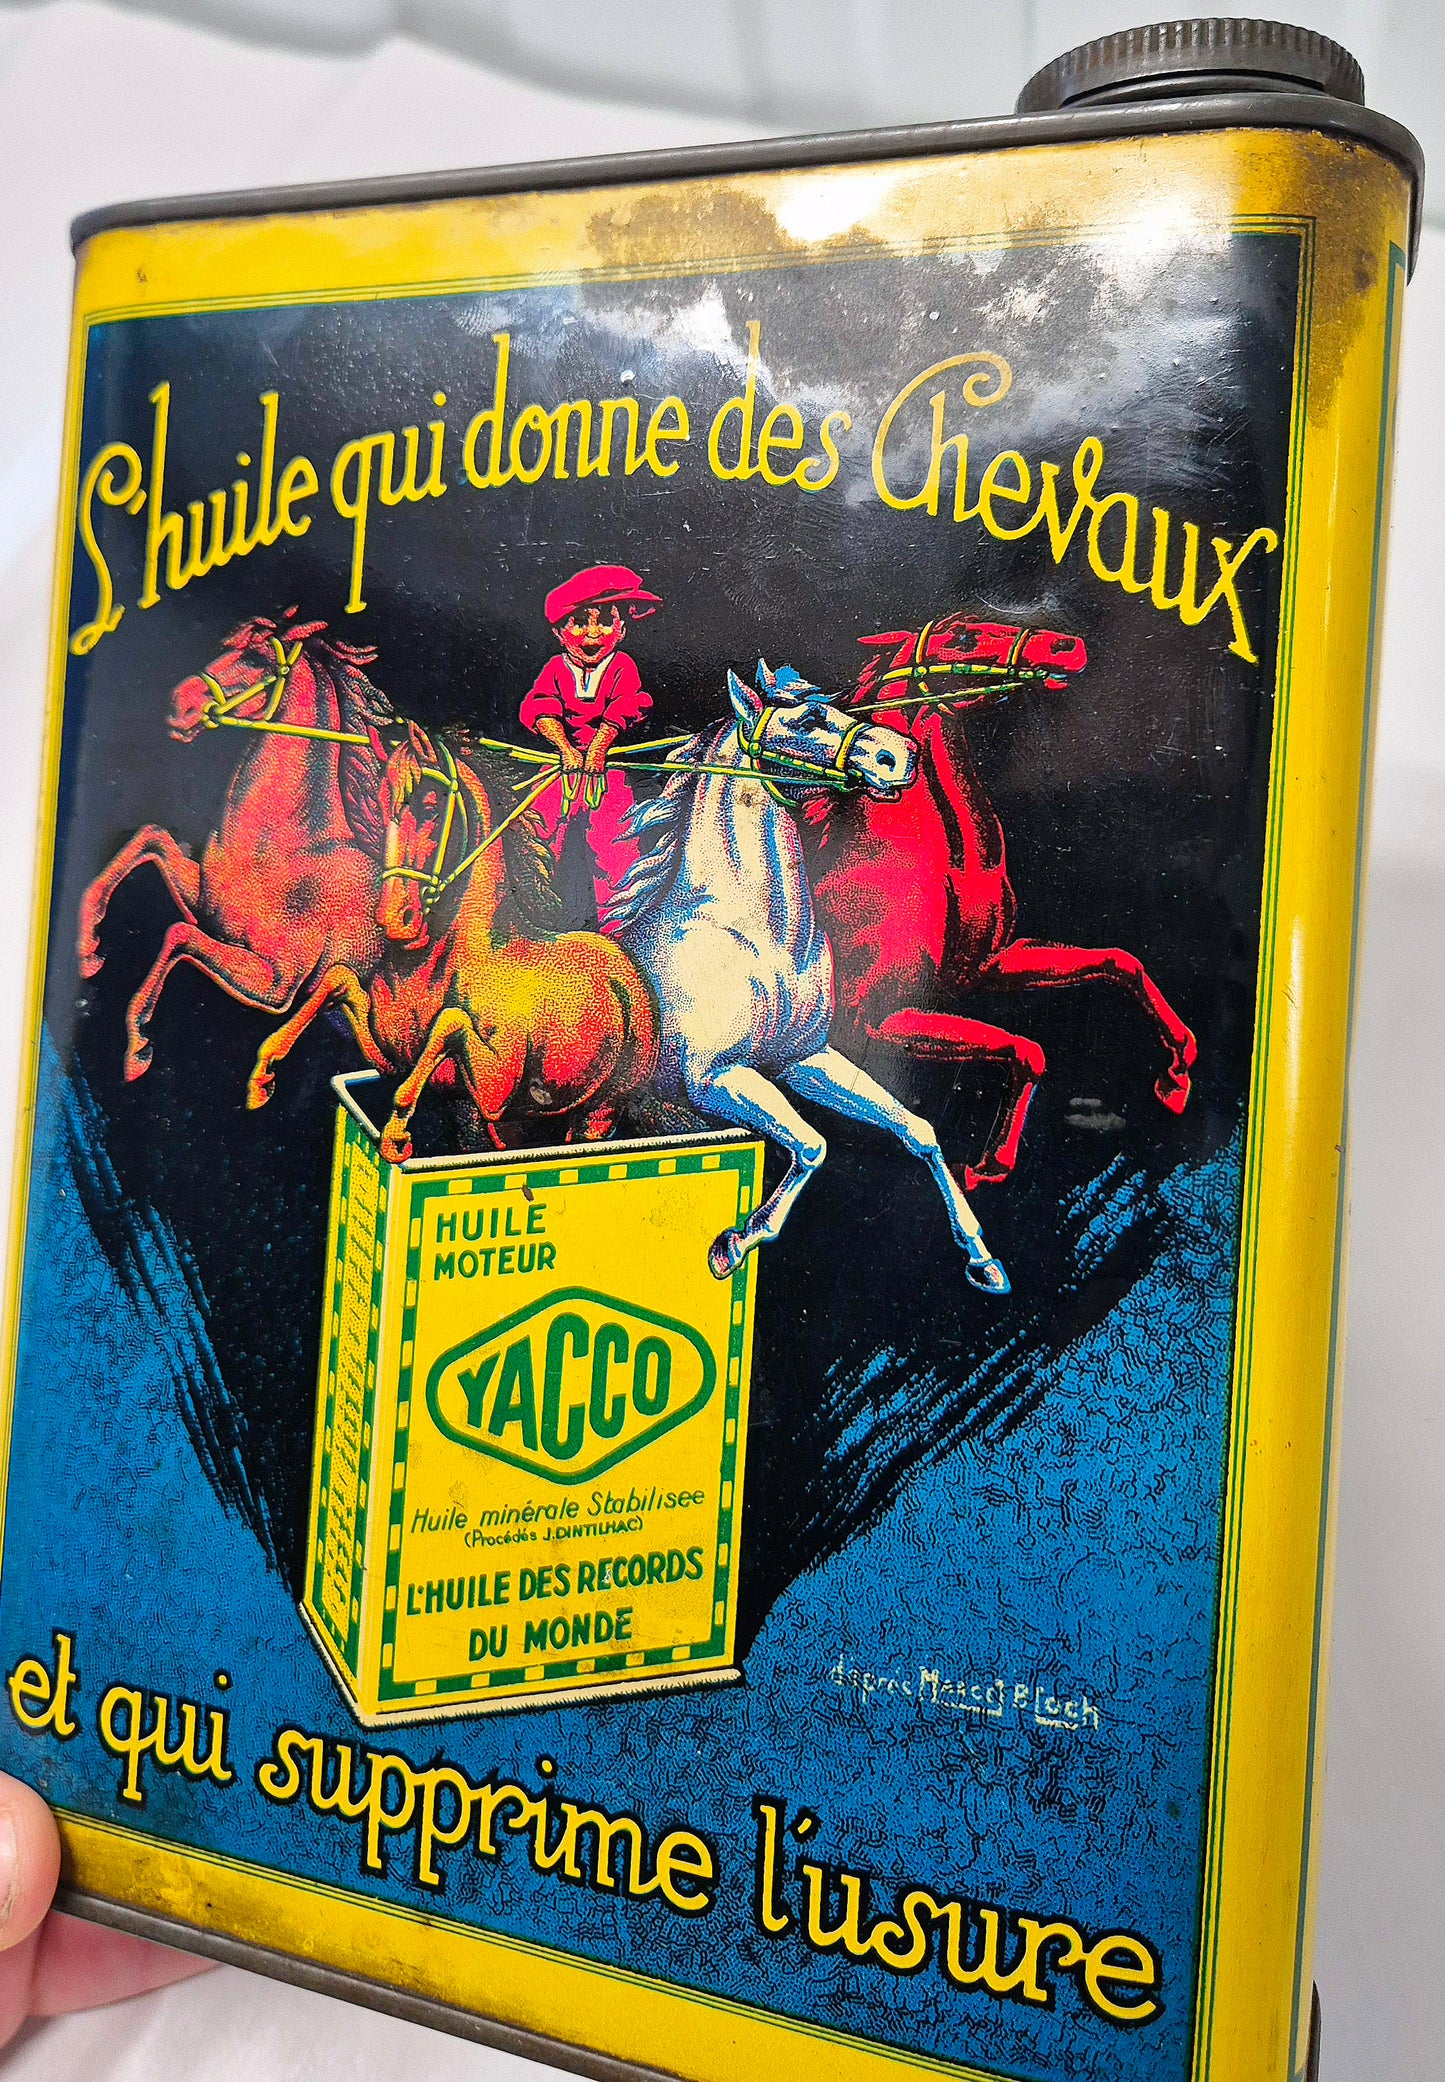 L'huile qui donne des Chevaux
HUILE
MOTEUR
YACCO
Huile minérale Stabilisee
(Procédés J. DINTILHAC)
L'HUILE DES RECORDS
DU MONDE
d'après Marcel Bloch
et qui supprime l'usure